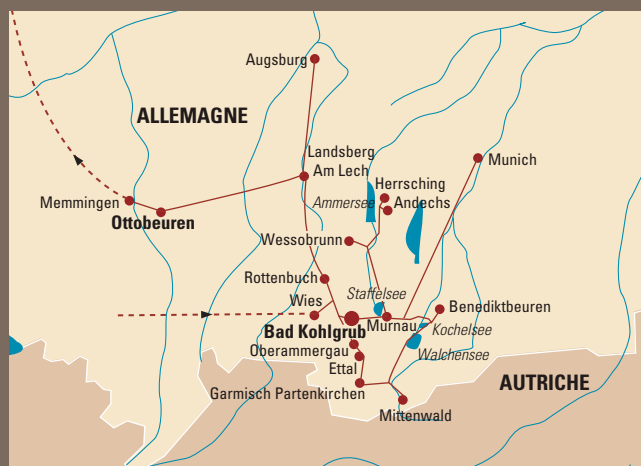 Augsburg
ALLEMAGNE
Landsberg
Am Lech
Munich
Herrsching
Ammersee
Andechs
Memmingen
Ottobeuren
Wessobrunn
Rottenbuch
Staffelsee
Wies
Benediktbeuren
Bad Kohlgrub
Murnau
Kochelsee
Oberammergau
Walchensee
Ettal
Garmisch Partenkirchen
AUTRICHE
Mittenwald